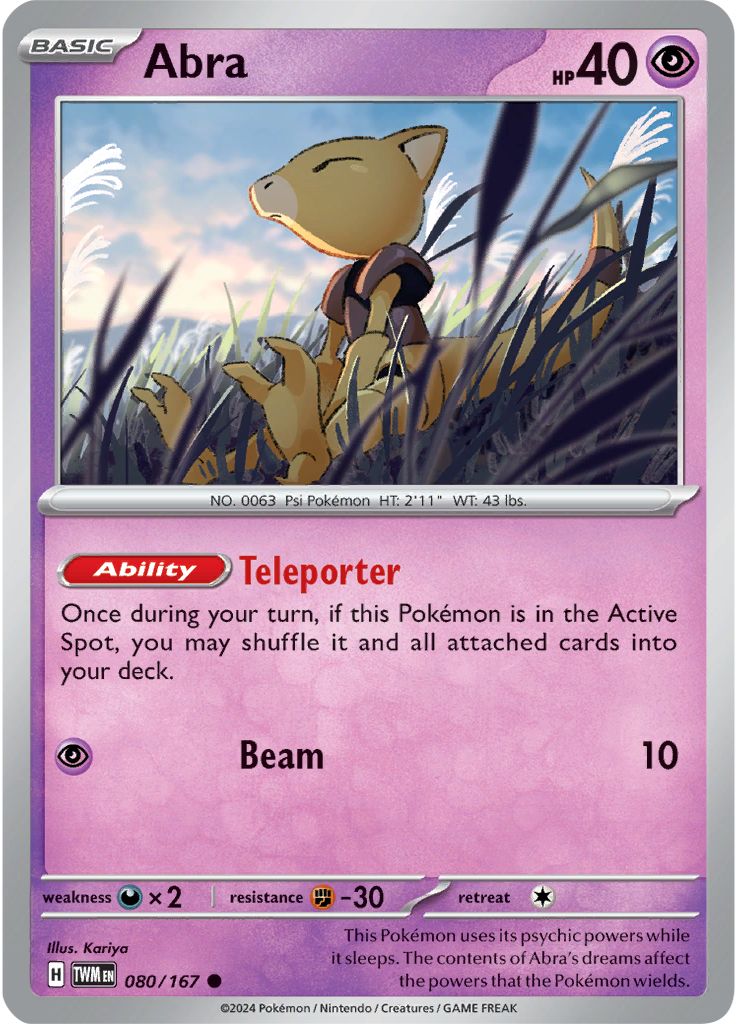 BASIC
Abra
HP 40
NO. 0063 Psi Pokémon HT: 2'11" WT: 43 lbs.
Ability Teleporter
Once during your turn, if this Pokémon is in the Active
Spot, you may shuffle it and all attached cards into
your deck.
Beam 10
weakness ×2 resistance -30 retreat
Illus. Kariya
This Pokémon uses its psychic powers while
it sleeps. The contents of Abra's dreams affect
the powers that the Pokémon wields.
H TWM EN 080/167
©2024 Pokémon / Nintendo / Creatures / GAME FREAK